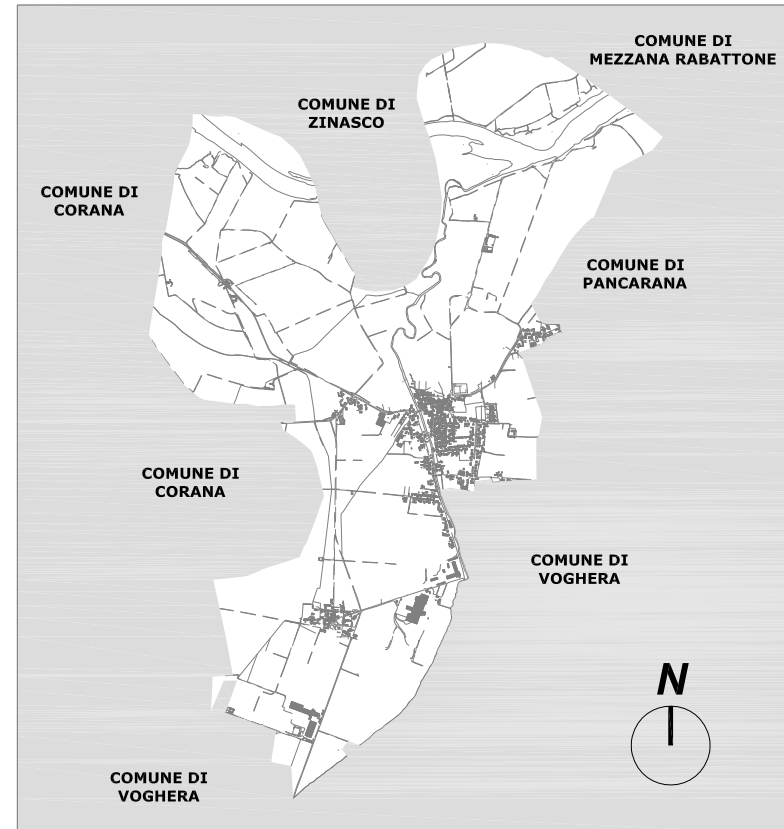 COMUNE DI
MEZZANA RABATTONE
COMUNE DI
ZINASCO
COMUNE DI
CORANA
COMUNE DI
PANCARANA
COMUNE DI
CORANA
COMUNE DI
VOGHERA
N
COMUNE DI
VOGHERA